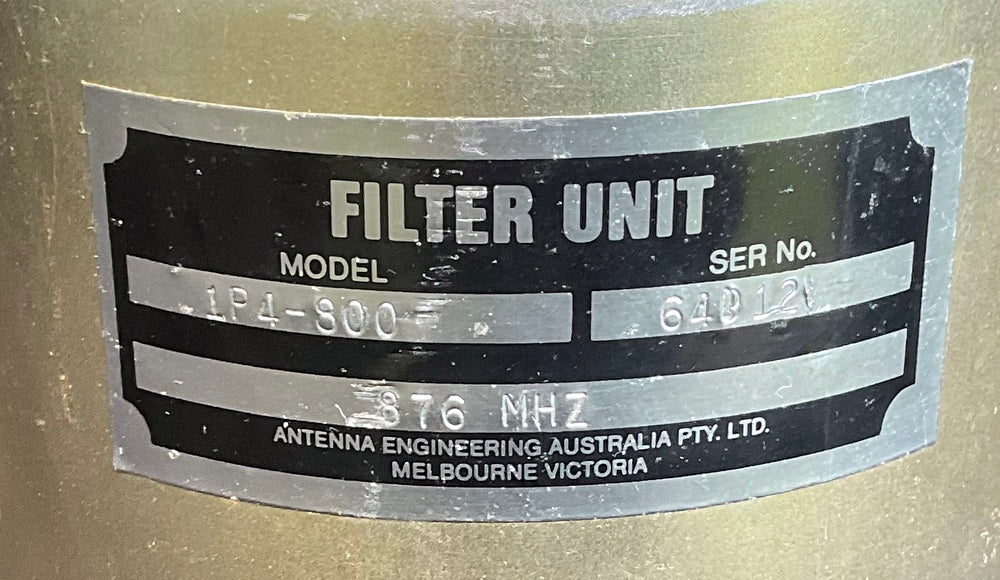 FILTER UNIT
MODEL SER No.
1P4-800
876 MHZ
ANTENNA ENGINEERING AUSTRALIA PTY. LTD.
MELBOURNE VICTORIA